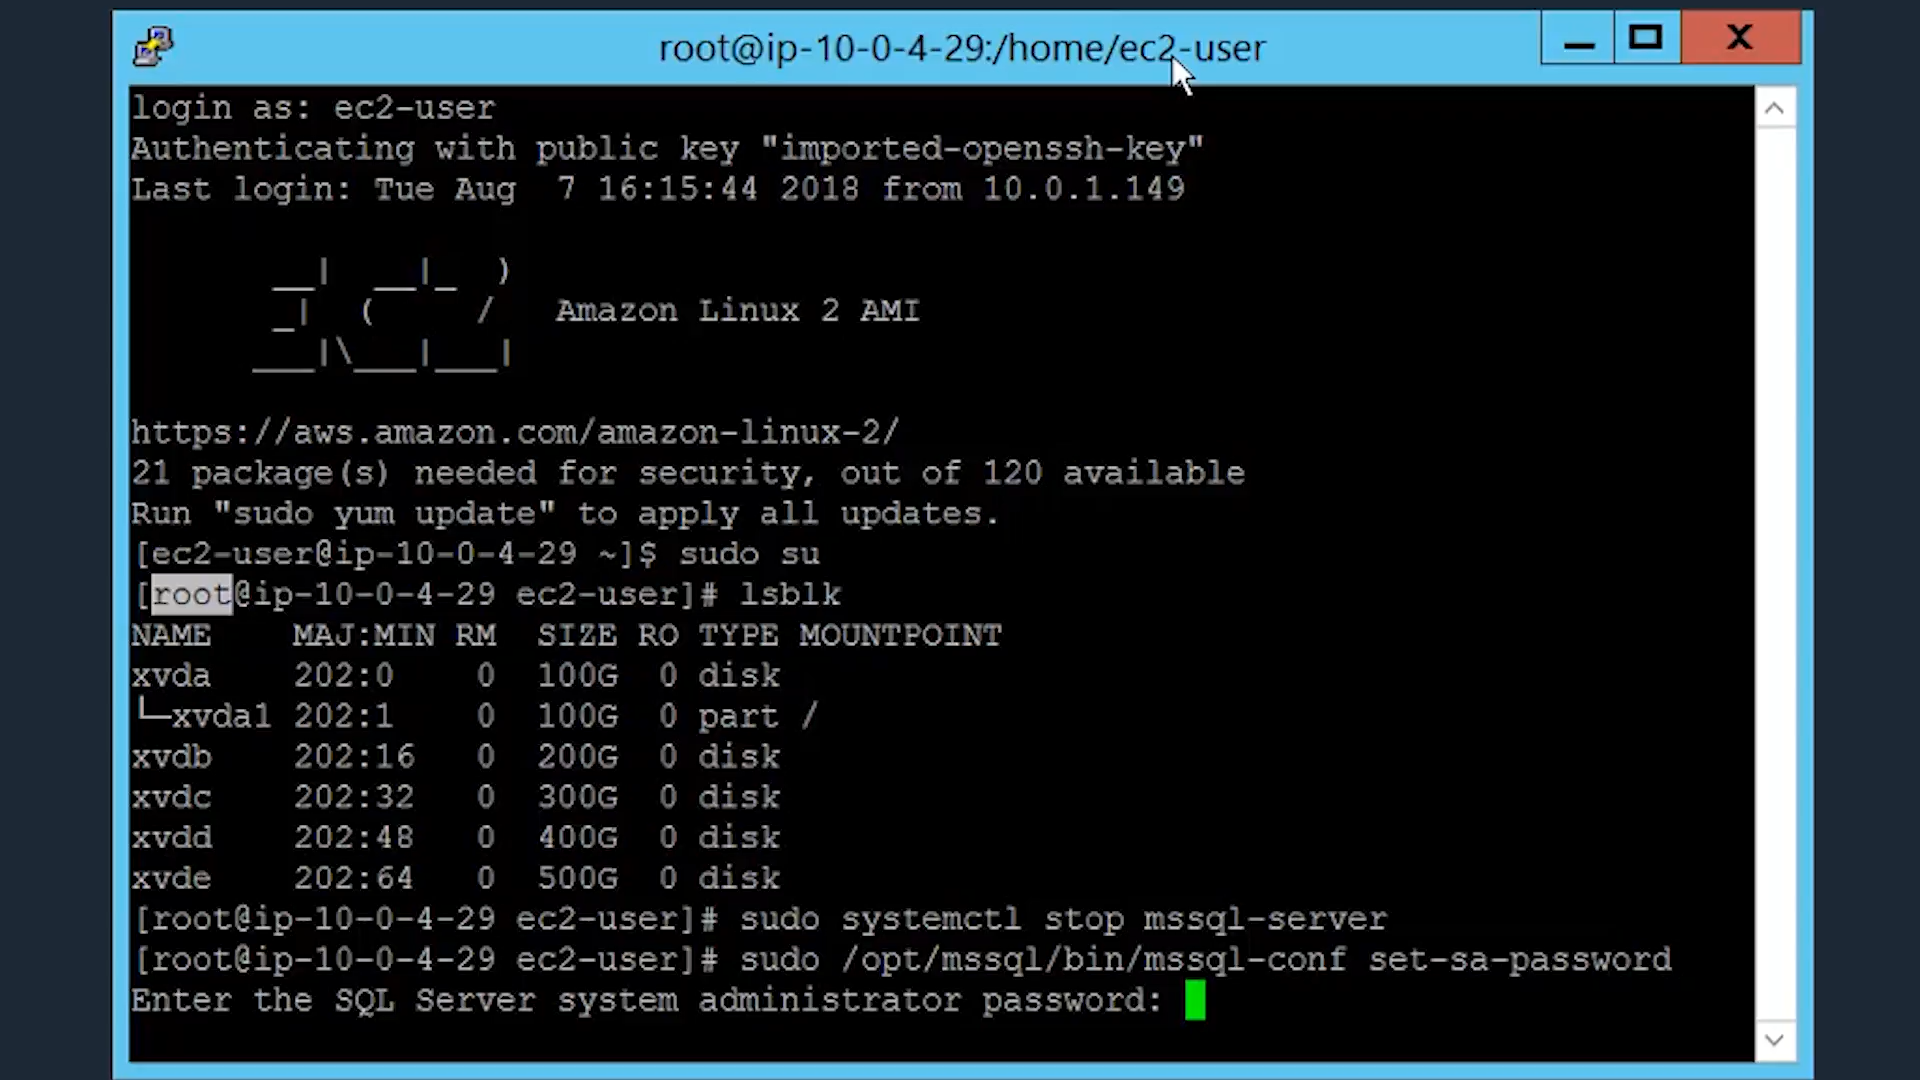 root@ip-10-0-4-29:/home/ec2-user
login as: ec2-user
Authenticating with public key "imported-openssh-key"
Last login: Tue Aug  7 16:15:44 2018 from 10.0.1.149
       __|  __|_  )
       _|  (     /   Amazon Linux 2 AMI
      ___|\___|___|
https://aws.amazon.com/amazon-linux-2/
21 package(s) needed for security, out of 120 available
Run "sudo yum update" to apply all updates.
[ec2-user@ip-10-0-4-29 ~]$ sudo su
[root@ip-10-0-4-29 ec2-user]# lsblk
NAME    MAJ:MIN RM  SIZE RO TYPE MOUNTPOINT
xvda    202:0    0  100G  0 disk
└─xvda1 202:1    0  100G  0 part /
xvdb    202:16   0  200G  0 disk
xvdc    202:32   0  300G  0 disk
xvdd    202:48   0  400G  0 disk
xvde    202:64   0  500G  0 disk
[root@ip-10-0-4-29 ec2-user]# sudo systemctl stop mssql-server
[root@ip-10-0-4-29 ec2-user]# sudo /opt/mssql/bin/mssql-conf set-sa-password
Enter the SQL Server system administrator password: